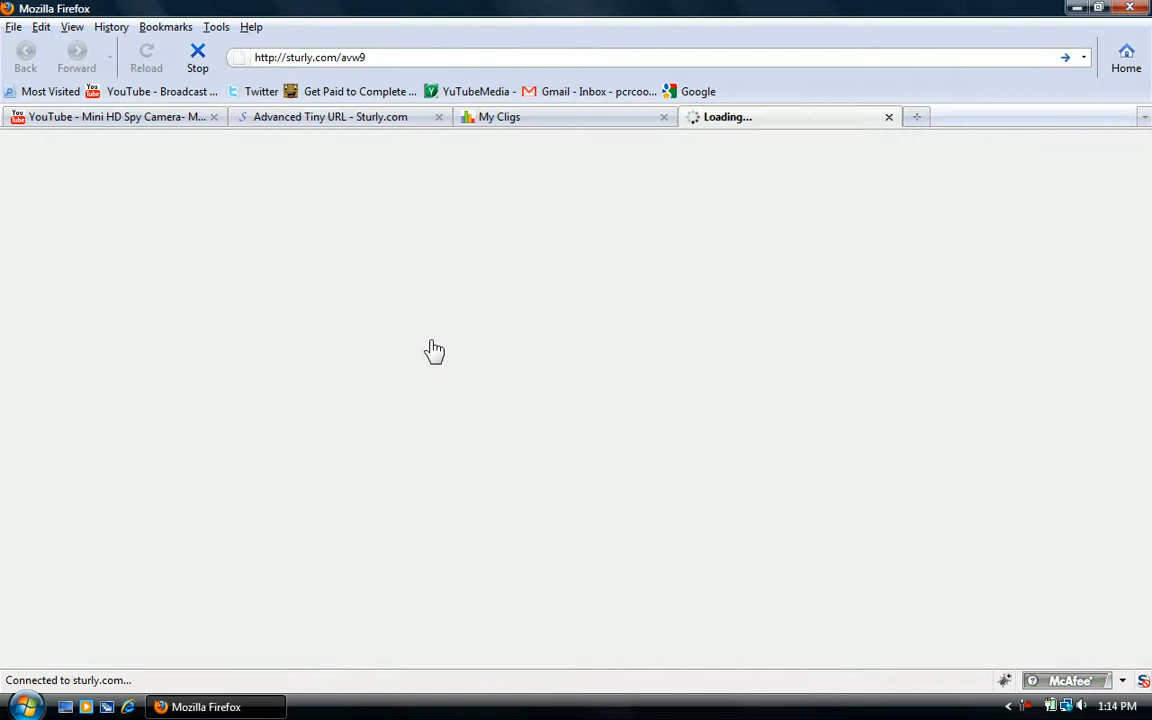 Mozilla Firefox
File Edit View History Bookmarks Tools Help
Back Forward Reload Stop http://sturly.com/avw9 Home
Most Visited YouTube - Broadcast ... Twitter Get Paid to Complete ... YuTubeMedia - Gmail - Inbox - pcrcoo... Google
YouTube - Mini HD Spy Camera- M... Advanced Tiny URL - Sturly.com My Cligs Loading...
Connected to sturly.com... McAfee
Mozilla Firefox 1:14 PM